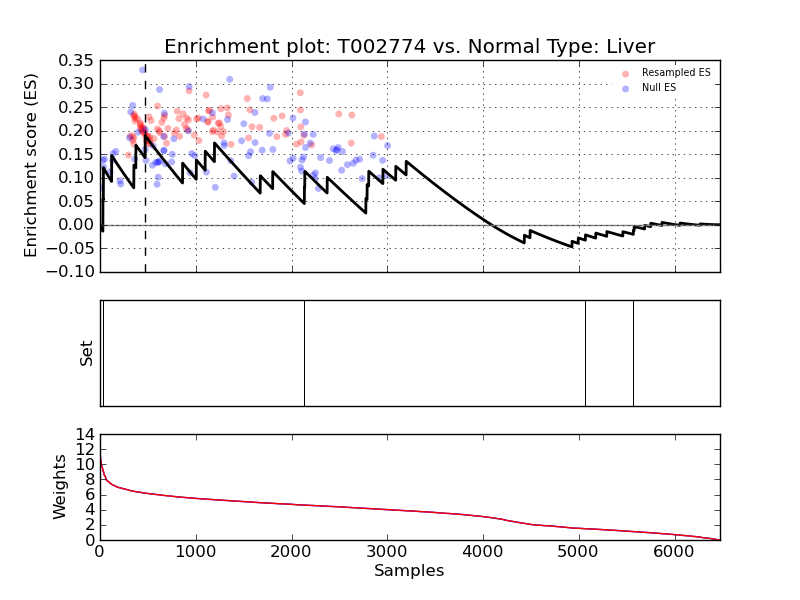 Enrichment plot: T002774 vs. Normal Type: Liver
0.35
0.30
0.25
0.20
0.15
0.10
0.05
0.00
−0.05
−0.10
Enrichment score (ES)
Resampled ES
Null ES
Set
14
12
10
8
6
4
2
0
Weights
0 1000 2000 3000 4000 5000 6000
Samples